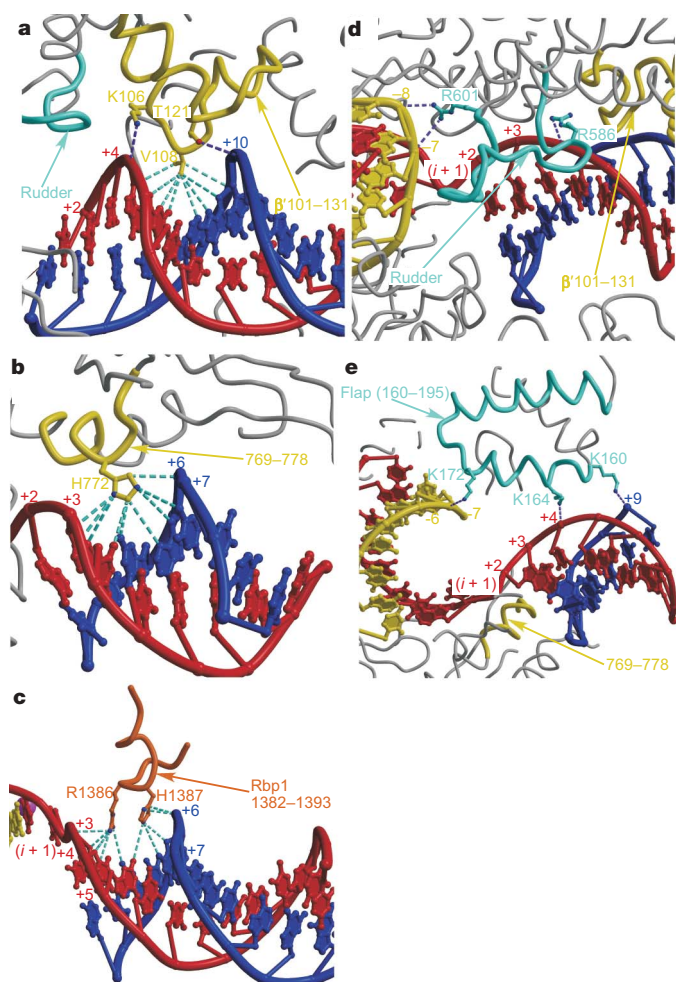 a
K106
T121
+4
V108
+10
Rudder
+2
β′101–131
b
769–778
H772
+6
+7
+2
+3
c
R1386
H1387
Rbp1
1382–1393
+3
+6
(i + 1)
+4
+7
+5
d
–8
R601
+3
R586
–7
+2
(i + 1)
Rudder
β′101–131
e
Flap (160–195)
K172
K160
K164
+9
–6
–7
+4
+3
+2
(i + 1)
769–778